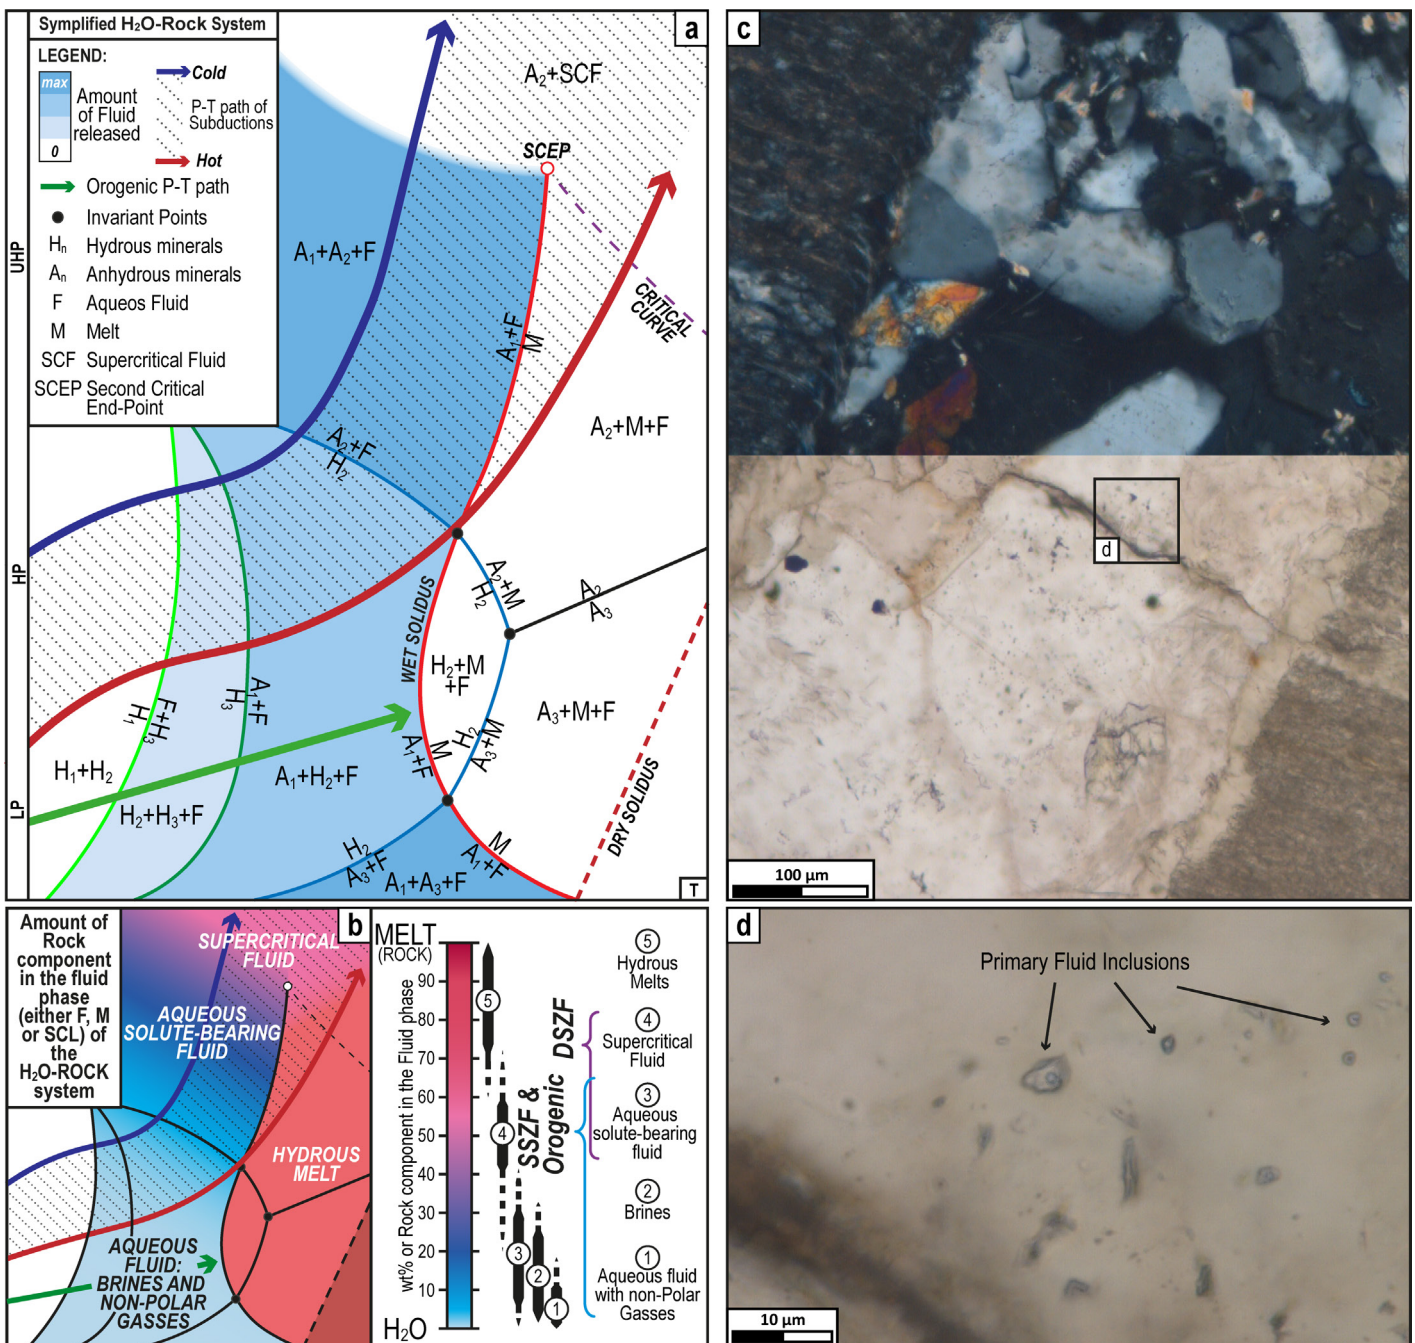 Symplified H₂O-Rock System
LEGEND:
max
Amount
of Fluid
released
0
Cold
P-T path of
Subductions
Hot
Orogenic P-T path
Invariant Points
Hₙ Hydrous minerals
Aₙ Anhydrous minerals
F Aqueos Fluid
M Melt
SCF Supercritical Fluid
SCEP Second Critical
End-Point
a
UHP
HP
LP
T
A₂+SCF
SCEP
A₁+A₂+F
CRITICAL
CURVE
A₁+F
M
A₂+M+F
A₂+F
H₂
WET SOLIDUS
A₂+M
H₂
A₂
A₃
H₂+M
+F
A₃+M+F
H₂
A₃+M
M
A₁+F
F+H₃
H₁
A₁+F
H₃
H₁+H₂
H₂+H₃+F
A₁+H₂+F
H₂
A₃+F
A₁+A₃+F
M
A₁+F
DRY SOLIDUS
b
Amount of
Rock
component
in the fluid
phase
(either F, M
or SCL) of
the
H₂O-ROCK
system
SUPERCRITICAL
FLUID
AQUEOUS
SOLUTE-BEARING
FLUID
HYDROUS
MELT
AQUEOUS
FLUID:
BRINES AND
NON-POLAR
GASSES
MELT
(ROCK)
90
80
70
60
50
40
30
20
10
H₂O
wt% or Rock component in the Fluid phase
5
4
3
2
1
SSZF &
Orogenic
DSZF
5
Hydrous
Melts
4
Supercritical
Fluid
3
Aqueous
solute-bearing
fluid
2
Brines
1
Aqueous fluid
with non-Polar
Gasses
c
d
100 µm
d
Primary Fluid Inclusions
10 µm